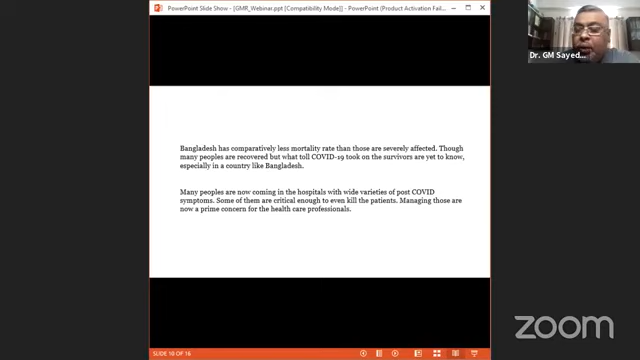 PowerPoint Slide Show - [GMR_Webinar.ppt [Compatibility Mode]] - PowerPoint (Product Activation Fail...
Dr. GM Sayed...
Bangladesh has comparatively less mortality rate than those are severely affected. Though
many peoples are recovered but what toll COVID-19 took on the survivors are yet to know,
especially in a country like Bangladesh.
Many peoples are now coming in the hospitals with wide varieties of post COVID
symptoms. Some of them are critical enough to even kill the patients. Managing those are
now a prime concern for the health care professionals.
zoom
SLIDE 10 OF 16